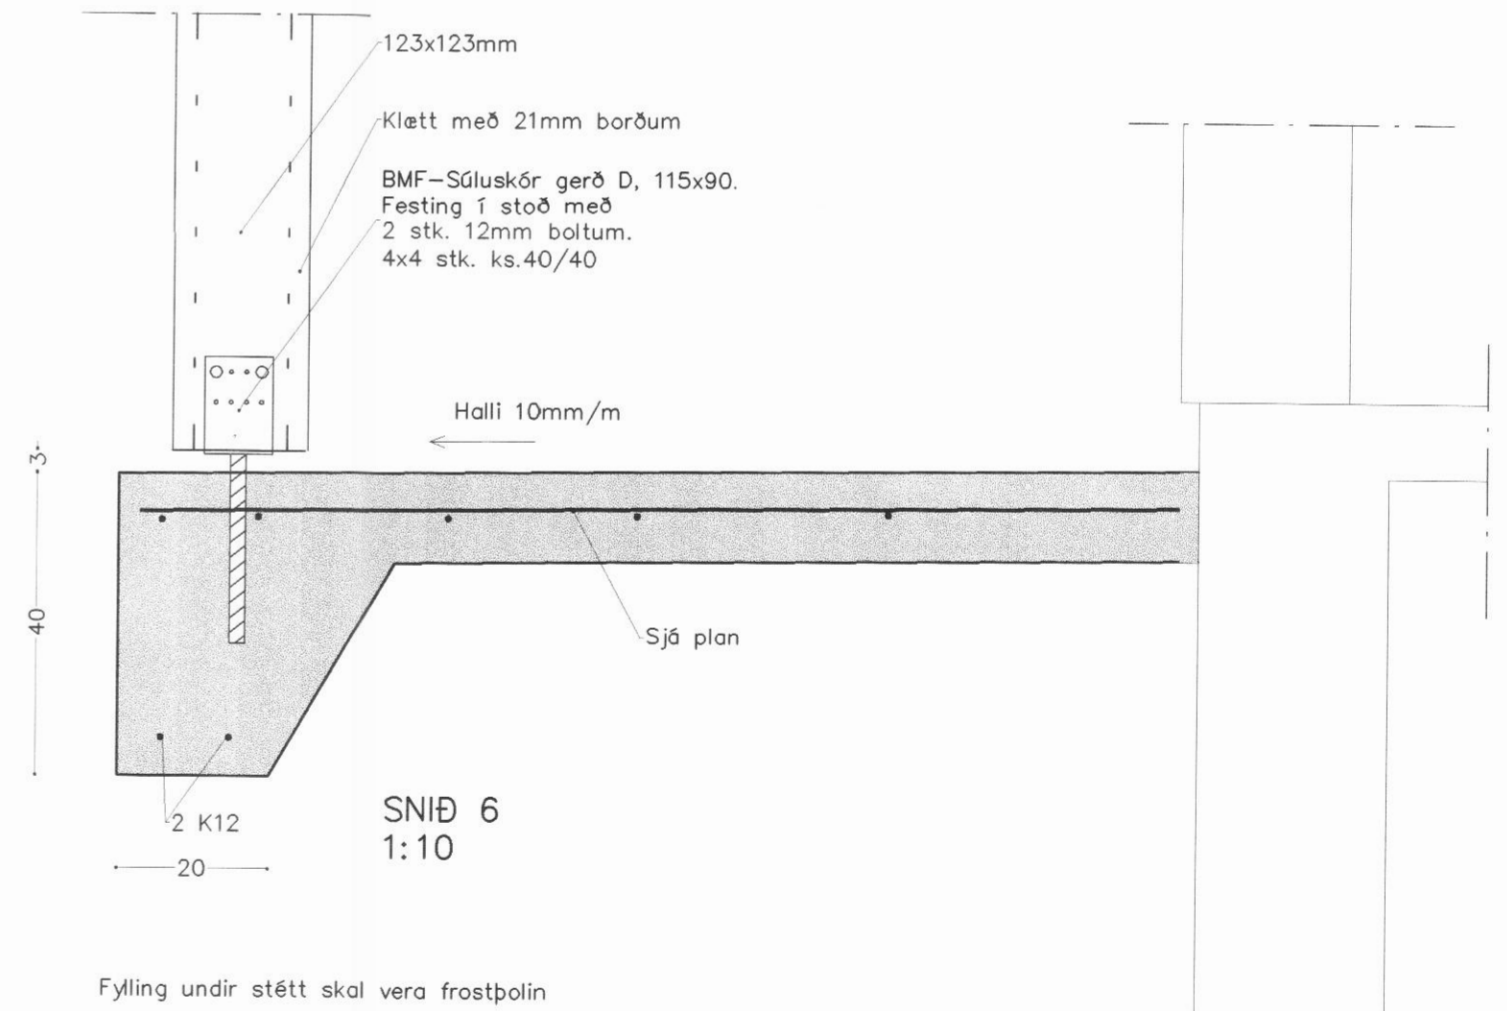 123x123mm
Klætt með 21mm borðum
BMF-Súluskór gerð D, 115x90.
Festing í stoð með
2 stk. 12mm boltum.
4x4 stk. ks.40/40
Halli 10mm/m
3
40
Sjá plan
2 K12
20
SNIÐ 6
1:10
Fylling undir stétt skal vera frostþolin